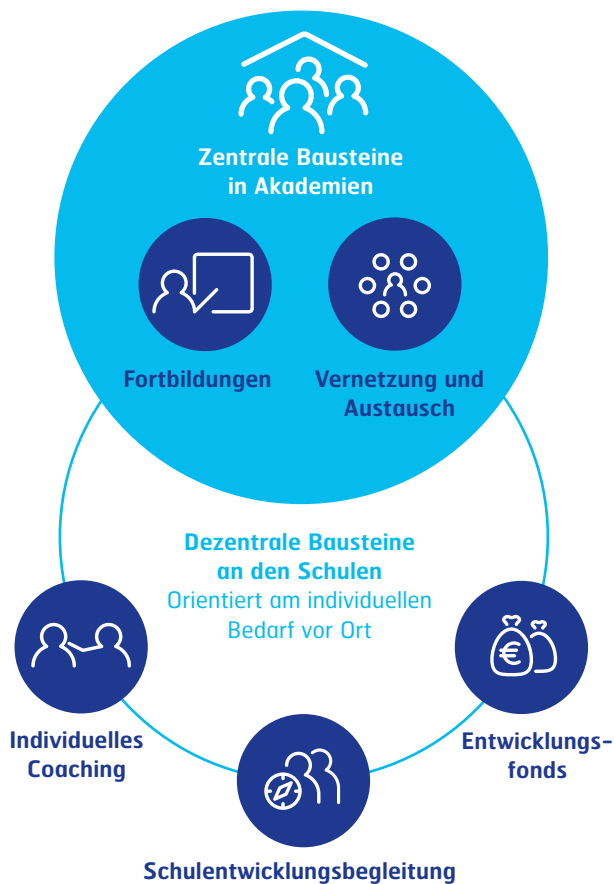 Zentrale Bausteine
in Akademien
Fortbildungen
Vernetzung und
Austausch
Dezentrale Bausteine
an den Schulen
Orientiert am individuellen
Bedarf vor Ort
€
Individuelles
Coaching
Entwicklungs-
fonds
Schulentwicklungsbegleitung